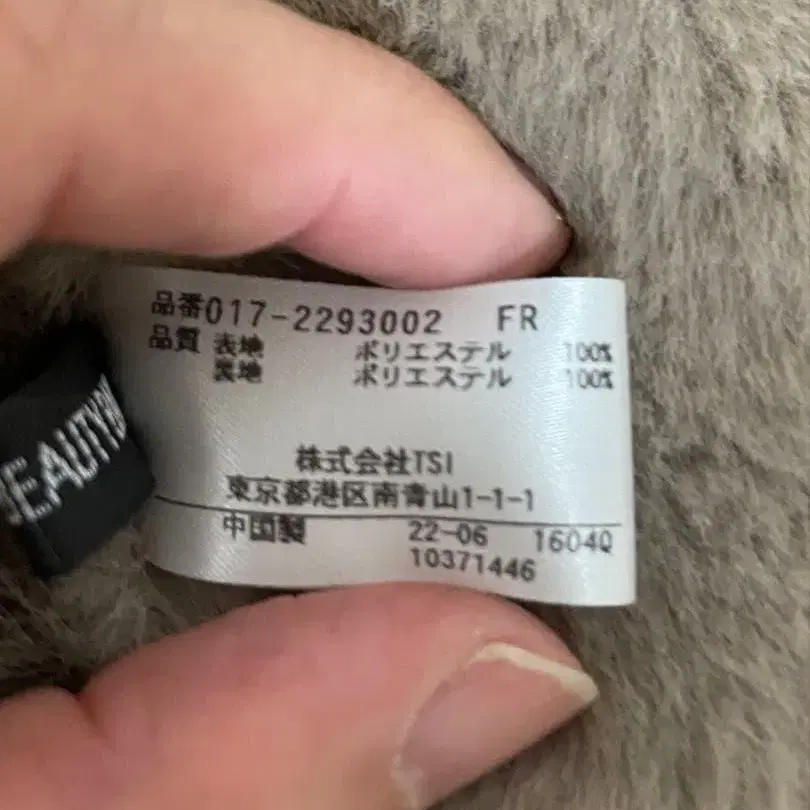 品番017-2293002 FR
品質 表地 ポリエステル 100%
裏地 ポリエステル 100%
株式会社TSI
東京都港区南青山1-1-1
中国製 22-06 1604Q
10371446